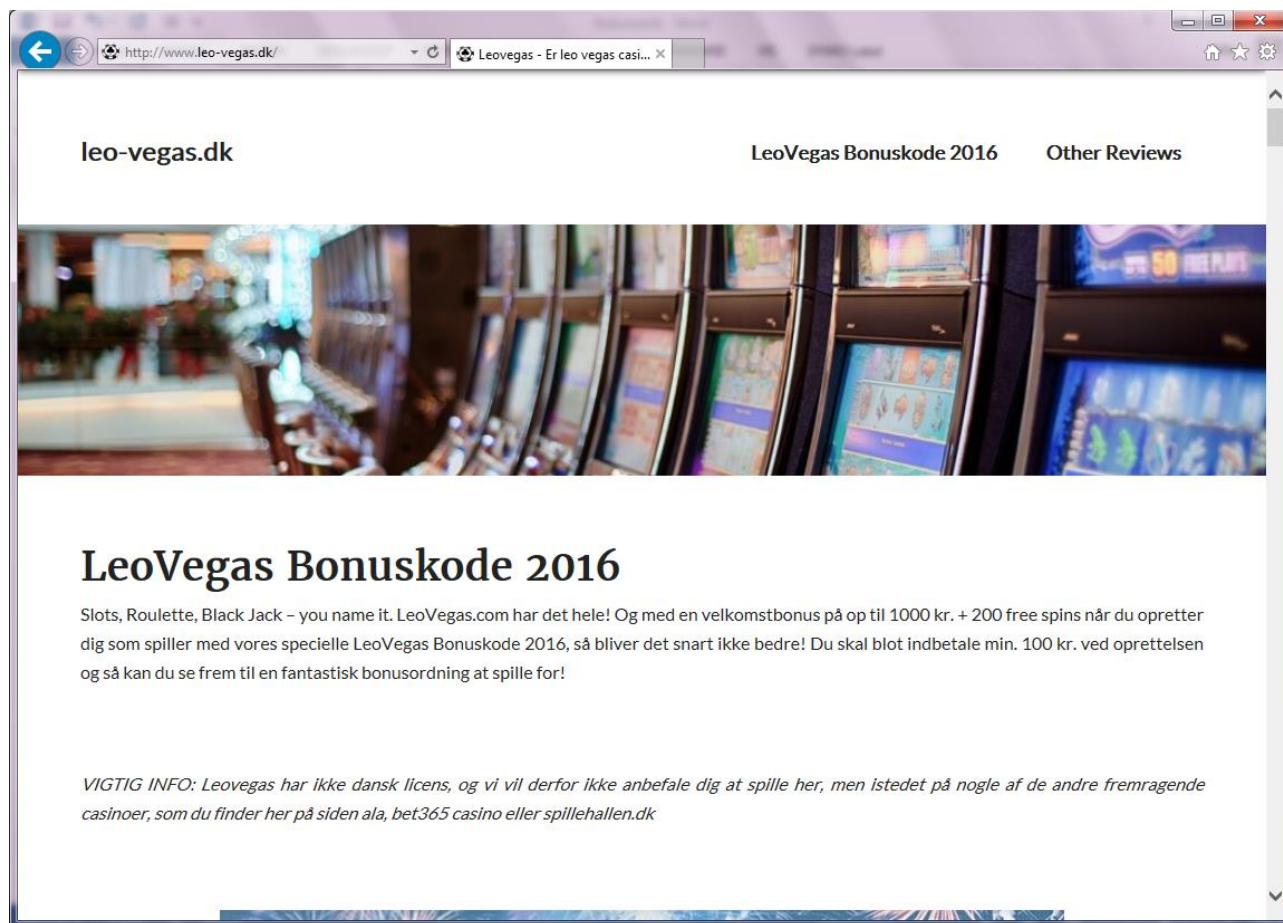 http://www.leo-vegas.dk/
Leovegas - Er leo vegas casi...
leo-vegas.dk
LeoVegas Bonuskode 2016
Other Reviews
50 FREE PLAYS
LeoVegas Bonuskode 2016
Slots, Roulette, Black Jack – you name it. LeoVegas.com har det hele! Og med en velkomstbonus på op til 1000 kr. + 200 free spins når du opretter
dig som spiller med vores specielle LeoVegas Bonuskode 2016, så bliver det snart ikke bedre! Du skal blot indbetale min. 100 kr. ved oprettelsen
og så kan du se frem til en fantastisk bonusordning at spille for!
VIGTIG INFO: Leovegas har ikke dansk licens, og vi vil derfor ikke anbefale dig at spille her, men istedet på nogle af de andre fremragende
casinoer, som du finder her på siden ala, bet365 casino eller spillehallen.dk